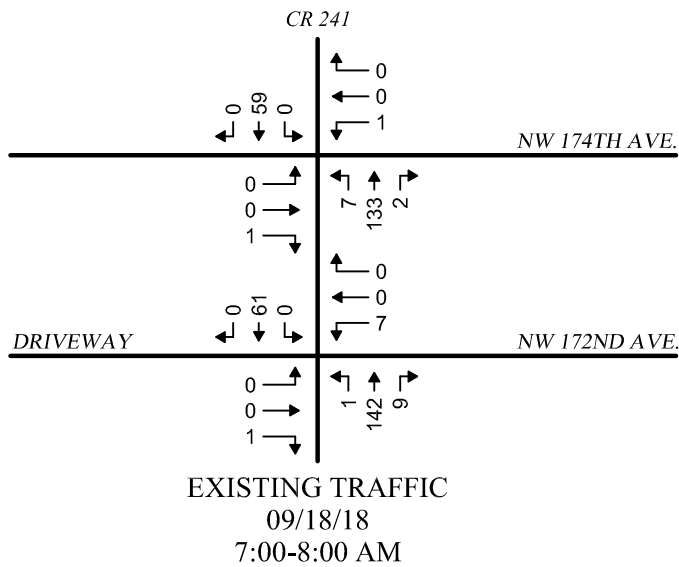 CR 241
0
0
1
0 59 0
NW 174TH AVE.
0
0
1
7 133 2
0
0
7
0 61 0
DRIVEWAY
NW 172ND AVE.
0
0
1
1 142 9
EXISTING TRAFFIC
09/18/18
7:00-8:00 AM